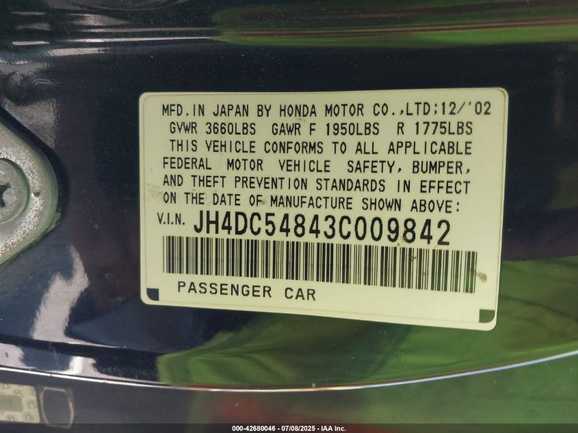 MFD.IN JAPAN BY HONDA MOTOR CO.,LTD;12/'02
GVWR 3660LBS GAWR F 1950LBS R 1775LBS
THIS VEHICLE CONFORMS TO ALL APPLICABLE
FEDERAL MOTOR VEHICLE SAFETY, BUMPER,
AND THEFT PREVENTION STANDARDS IN EFFECT
ON THE DATE OF MANUFACTURE SHOWN ABOVE:
V.I.N. JH4DC54843C009842
PASSENGER CAR
000-42680046 - 07/08/2025 - IAA Inc.